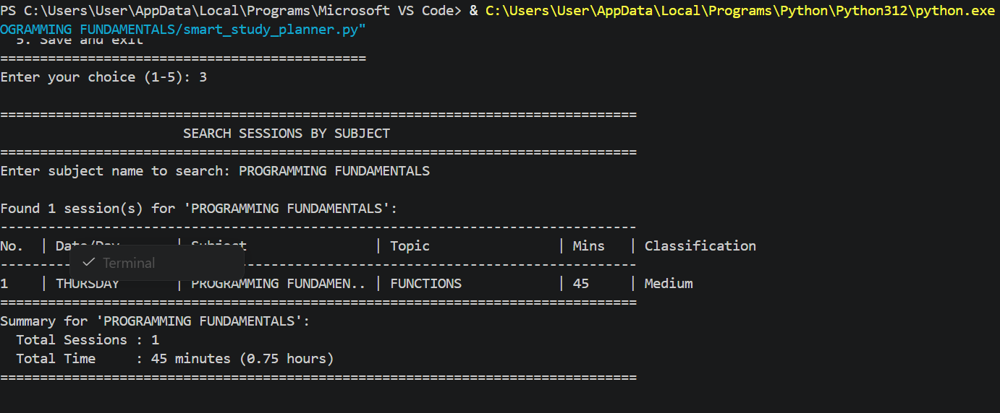 PS C:\Users\User\AppData\Local\Programs\Microsoft VS Code> & C:\Users\User\AppData\Local\Programs\Python\Python312\python.exe
OGRAMMING FUNDAMENTALS/smart_study_planner.py"
5. Save and exit
==============================================
Enter your choice (1-5): 3
================================================================================
SEARCH SESSIONS BY SUBJECT
================================================================================
Enter subject name to search: PROGRAMMING FUNDAMENTALS
Found 1 session(s) for 'PROGRAMMING FUNDAMENTALS':
--------------------------------------------------------------------------------
No. | Date/Day | Subject | Topic | Mins | Classification
--------------------------------------------------------------------------------
✓ Terminal
1 | THURSDAY | PROGRAMMING FUNDAMEN.. | FUNCTIONS | 45 | Medium
================================================================================
Summary for 'PROGRAMMING FUNDAMENTALS':
Total Sessions : 1
Total Time : 45 minutes (0.75 hours)
================================================================================